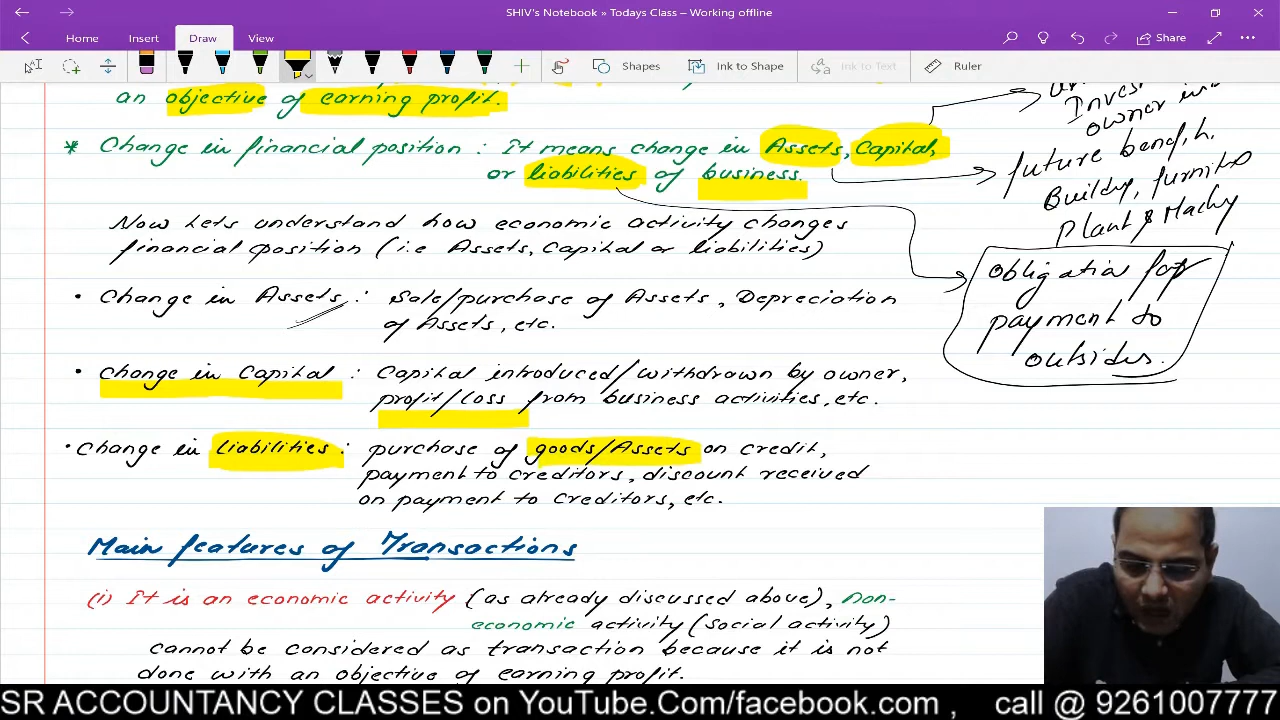 SHIV's Notebook » Todays Class – Working offline
Home Insert Draw View Share
Shapes Ink to Shape Ink to Text Ruler
an objective of earning profit.
* Change in financial position : It means change in Assets, Capital,
or liabilities of business.
Invest
owner in
future benefit.
Buildy, furnitro
Plant & Machy
Now Lets understand how economic activity changes
financial position (i.e Assets, Capital or liabilities)
obligation for
payment to
outsides.
• Change in Assets : Sale/purchase of Assets, Depreciation
of Assets, etc.
• Change in Capital : Capital introduced/withdrawn by owner,
profit/loss from business activities, etc.
• Change in liabilities : purchase of goods/Assets on credit,
payment to creditors, discount received
on payment to creditors, etc.
Main features of Transactions
(i) It is an economic activity (as already discussed above), non-
economic activity (social activity)
cannot be considered as transaction because it is not
done with an objective of earning profit.
SR ACCOUNTANCY CLASSES on YouTube.Com/facebook.com , call @ 9261007777